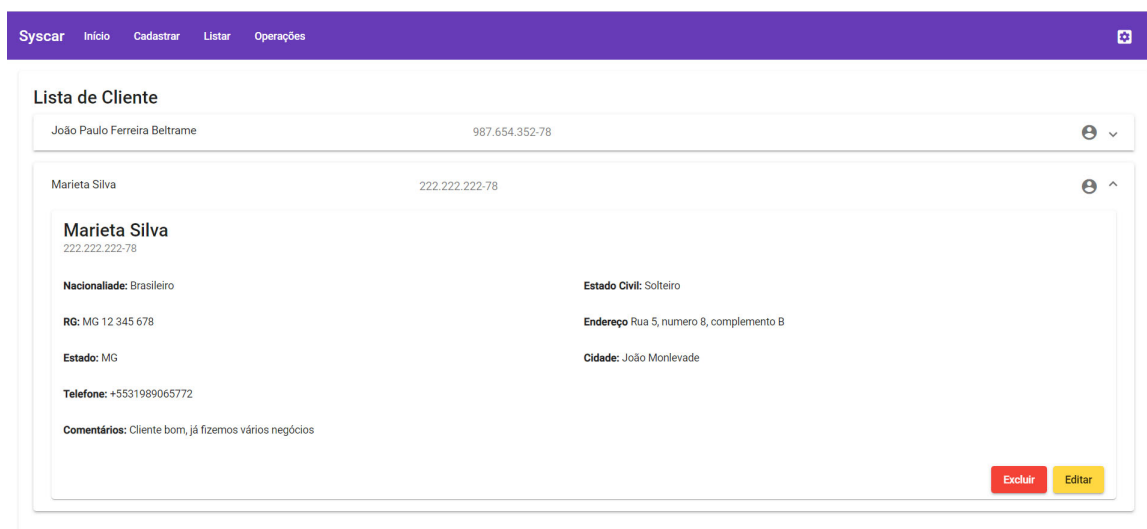 Syscar Início Cadastrar Listar Operações
Lista de Cliente
João Paulo Ferreira Beltrame 987.654.352-78
Marieta Silva 222.222.222-78
Marieta Silva
222.222.222-78
Nacionaliade: Brasileiro Estado Civil: Solteiro
RG: MG 12 345 678 Endereço Rua 5, numero 8, complemento B
Estado: MG Cidade: João Monlevade
Telefone: +5531989065772
Comentários: Cliente bom, já fizemos vários negócios
Excluir Editar